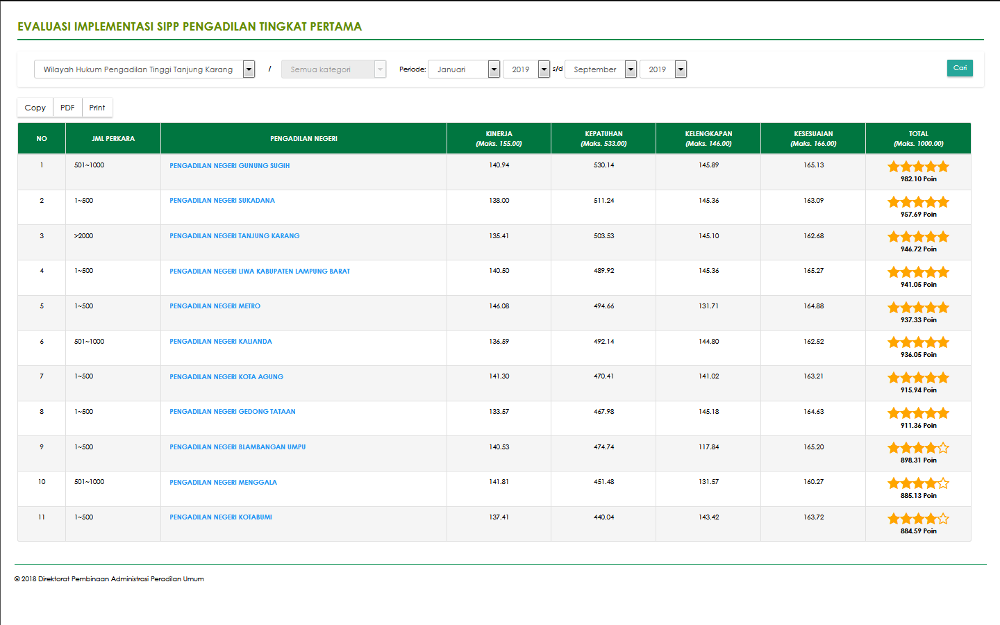 EVALUASI IMPLEMENTASI SIPP PENGADILAN TINGKAT PERTAMA
Wilayah Hukum Pengadilan Tinggi Tanjung Karang / Semua kategori Periode: Januari 2019 s/d September 2019 Cari
Copy PDF Print
NO JML PERKARA PENGADILAN NEGERI KINERJA (Maks. 155.00) KEPATUHAN (Maks. 533.00) KELENGKAPAN (Maks. 146.00) KESESUAIAN (Maks. 166.00) TOTAL (Maks. 1000.00)
1 501~1000 PENGADILAN NEGERI GUNUNG SUGIH 140.94 530.14 145.89 165.13
982.10 Poin
2 1~500 PENGADILAN NEGERI SUKADANA 138.00 511.24 145.36 163.09
957.69 Poin
3 >2000 PENGADILAN NEGERI TANJUNG KARANG 135.41 503.53 145.10 162.68
946.72 Poin
4 1~500 PENGADILAN NEGERI LIWA KABUPATEN LAMPUNG BARAT 140.50 489.92 145.36 165.27
941.05 Poin
5 1~500 PENGADILAN NEGERI METRO 146.08 494.66 131.71 164.88
937.33 Poin
6 501~1000 PENGADILAN NEGERI KALIANDA 136.59 492.14 144.80 162.52
936.05 Poin
7 1~500 PENGADILAN NEGERI KOTA AGUNG 141.30 470.41 141.02 163.21
915.94 Poin
8 1~500 PENGADILAN NEGERI GEDONG TATAAN 133.57 467.98 145.18 164.63
911.36 Poin
9 1~500 PENGADILAN NEGERI BLAMBANGAN UMPU 140.53 474.74 117.84 165.20
898.31 Poin
10 501~1000 PENGADILAN NEGERI MENGGALA 141.81 451.48 131.57 160.27
885.13 Poin
11 1~500 PENGADILAN NEGERI KOTABUMI 137.41 440.04 143.42 163.72
884.59 Poin
© 2018 Direktorat Pembinaan Administrasi Peradilan Umum